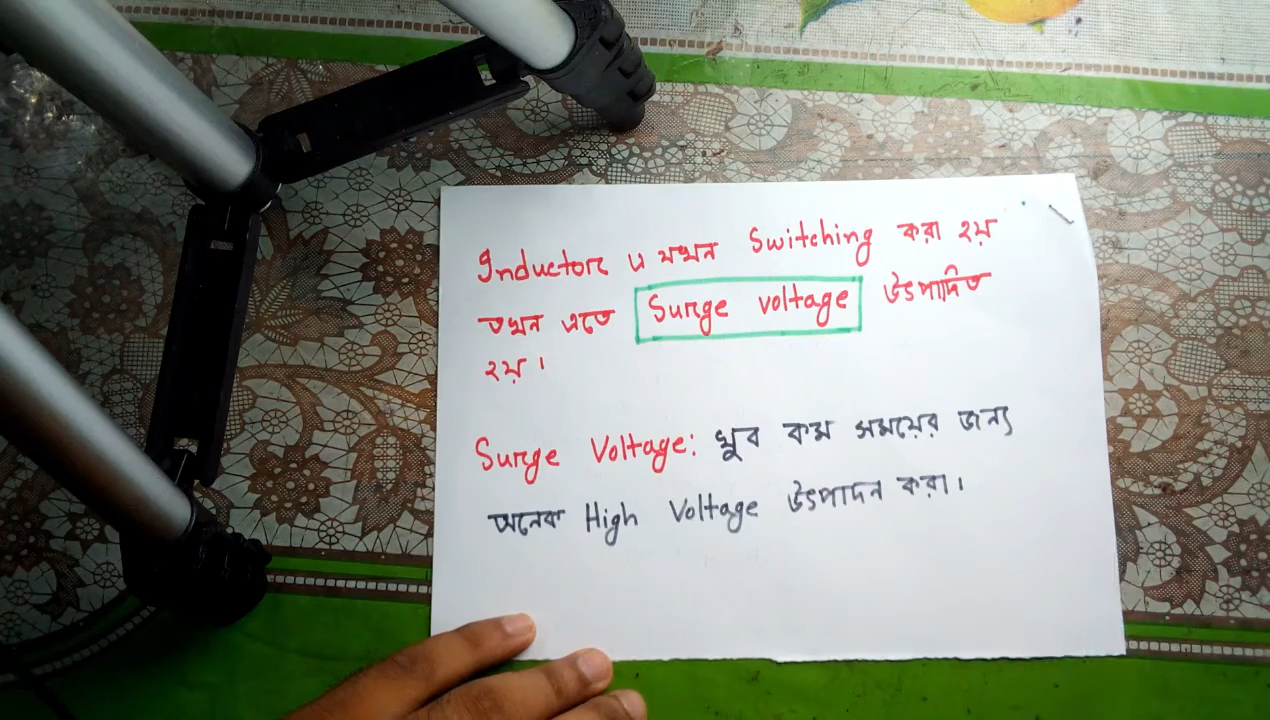 Inductor এ যখন Switching করা হয়
তখন এতে Surge voltage উৎপাদিত
হয়।
Surge Voltage: খুব কম সময়ের জন্য
অনেক High Voltage উৎপাদন করা।